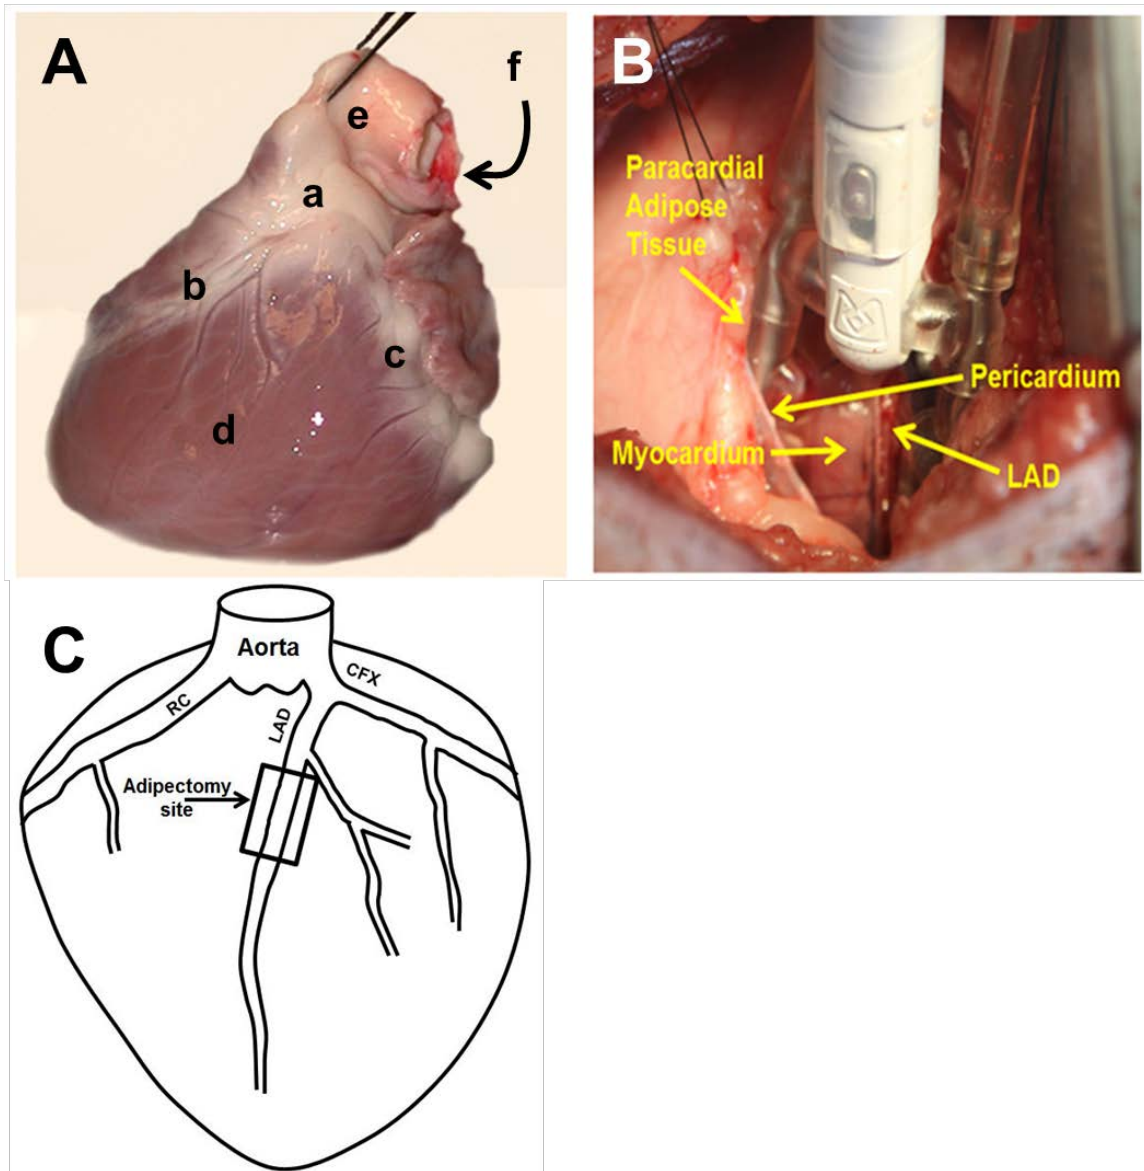 A
f
e
a
b
c
d
B
Paracardial
Adipose
Tissue
Pericardium
Myocardium
LAD
C
Aorta
RC
CFX
LAD
Adipectomy
site